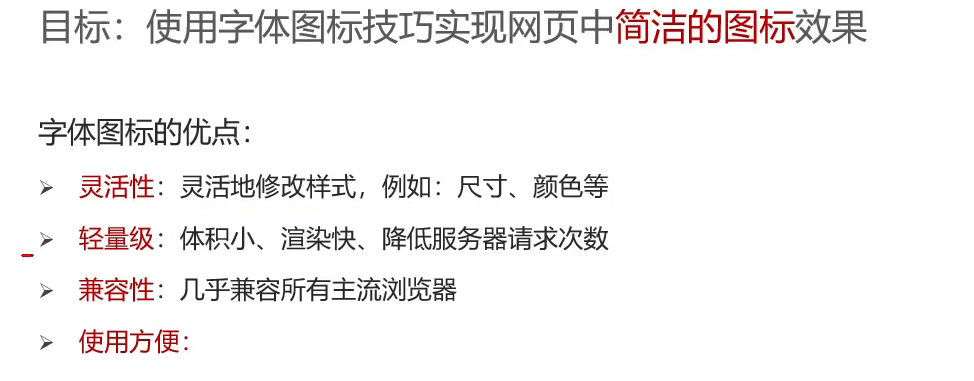 目标：使用字体图标技巧实现网页中简洁的图标效果
字体图标的优点：
灵活性：灵活地修改样式，例如：尺寸、颜色等
轻量级：体积小、渲染快、降低服务器请求次数
兼容性：几乎兼容所有主流浏览器
使用方便：